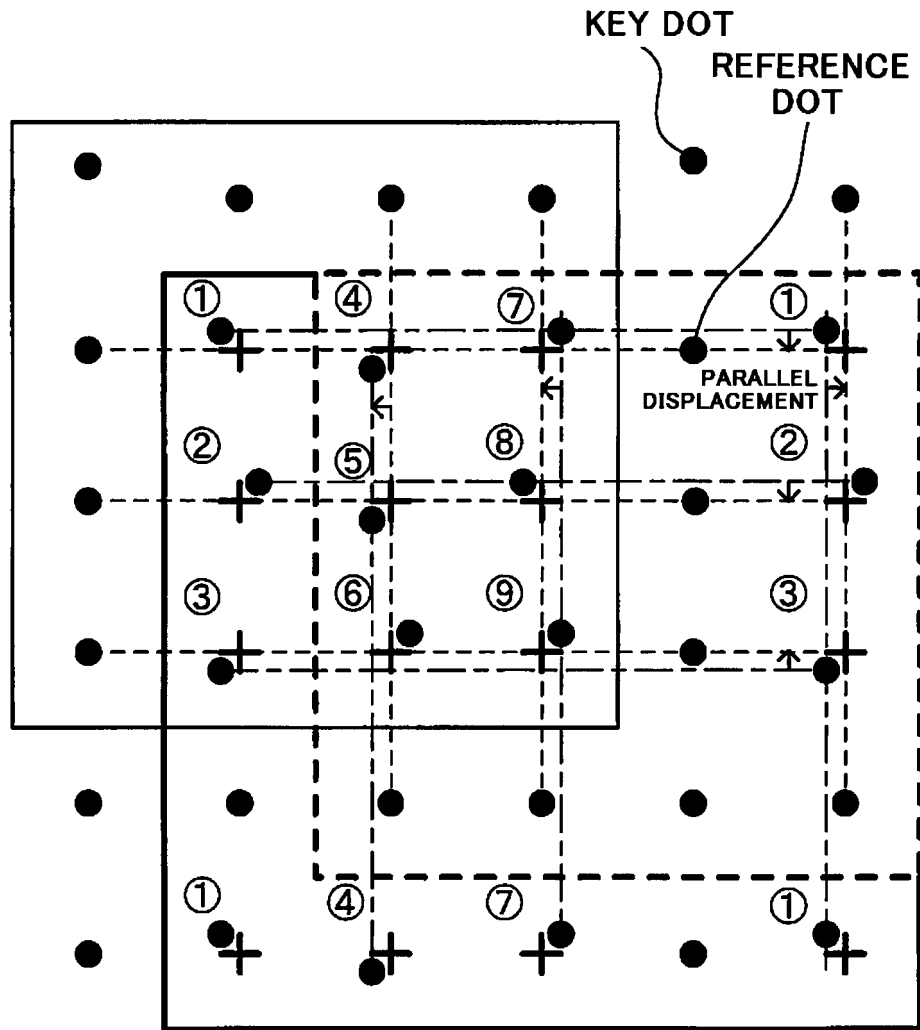 KEY DOT
REFERENCE
DOT
① ④ ⑦ ①
PARALLEL
DISPLACEMENT
② ⑤ ⑧ ②
③ ⑥ ⑨ ③
① ④ ⑦ ①